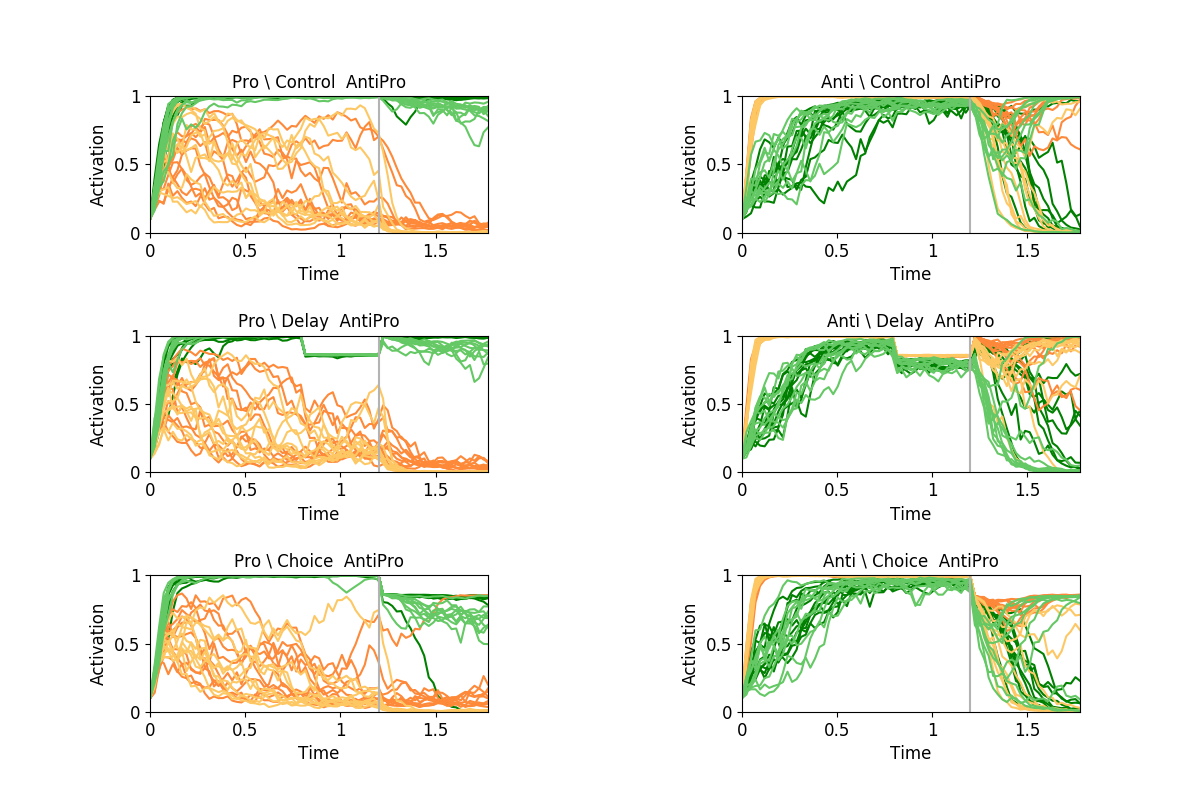 Pro \ Control  AntiPro
1
0.5
0
Activation
0 0.5 1 1.5
Time
Anti \ Control  AntiPro
1
0.5
0
Activation
0 0.5 1 1.5
Time
Pro \ Delay  AntiPro
1
0.5
0
Activation
0 0.5 1 1.5
Time
Anti \ Delay  AntiPro
1
0.5
0
Activation
0 0.5 1 1.5
Time
Pro \ Choice  AntiPro
1
0.5
0
Activation
0 0.5 1 1.5
Time
Anti \ Choice  AntiPro
1
0.5
0
Activation
0 0.5 1 1.5
Time